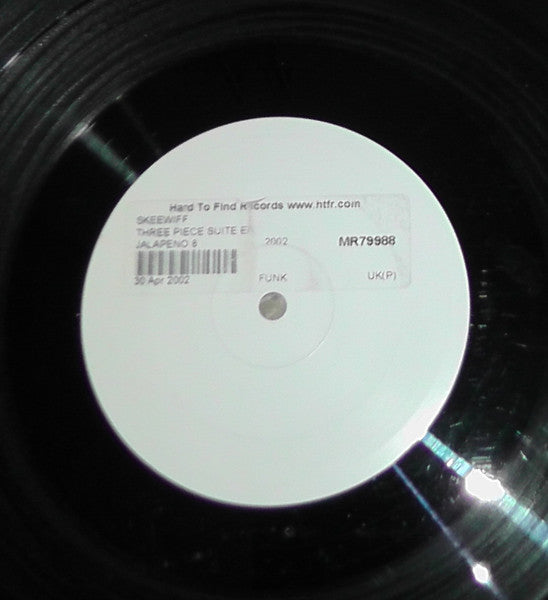 Hard To Find Records www.htfr.com
SKEEWIFF
THREE PIECE SUITE EP
JALAPENO 6 2002 MR79988
30 Apr 2002 FUNK UK(P)